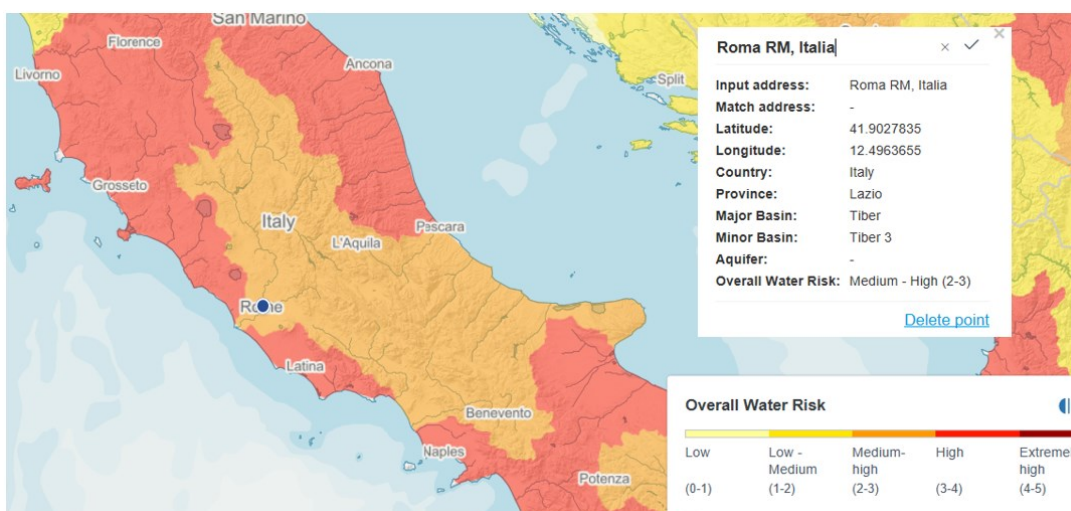 San Marino
Florence
Livorno
Ancona
Split
Grosseto
Italy
Pescara
L'Aquila
Rome
Latina
Benevento
Naples
Potenza
Roma RM, Italia
Input address: Roma RM, Italia
Match address: -
Latitude: 41.9027835
Longitude: 12.4963655
Country: Italy
Province: Lazio
Major Basin: Tiber
Minor Basin: Tiber 3
Aquifer: -
Overall Water Risk: Medium - High (2-3)
Delete point
Overall Water Risk
Low Low - Medium- High Extreme
Medium high high
(0-1) (1-2) (2-3) (3-4) (4-5)